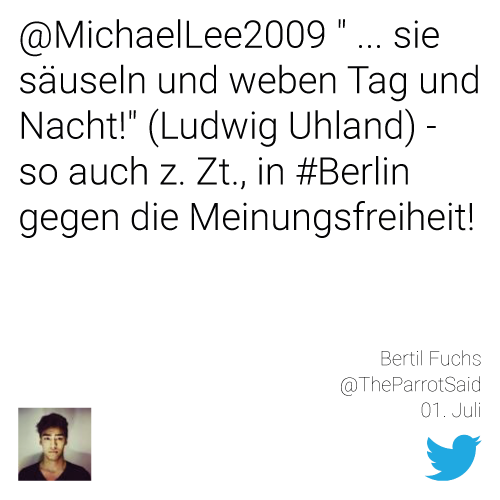 @MichaelLee2009 " ... sie
säuseln und weben Tag und
Nacht!" (Ludwig Uhland) -
so auch z. Zt., in #Berlin
gegen die Meinungsfreiheit!
Bertil Fuchs
@TheParrotSaid
01. Juli